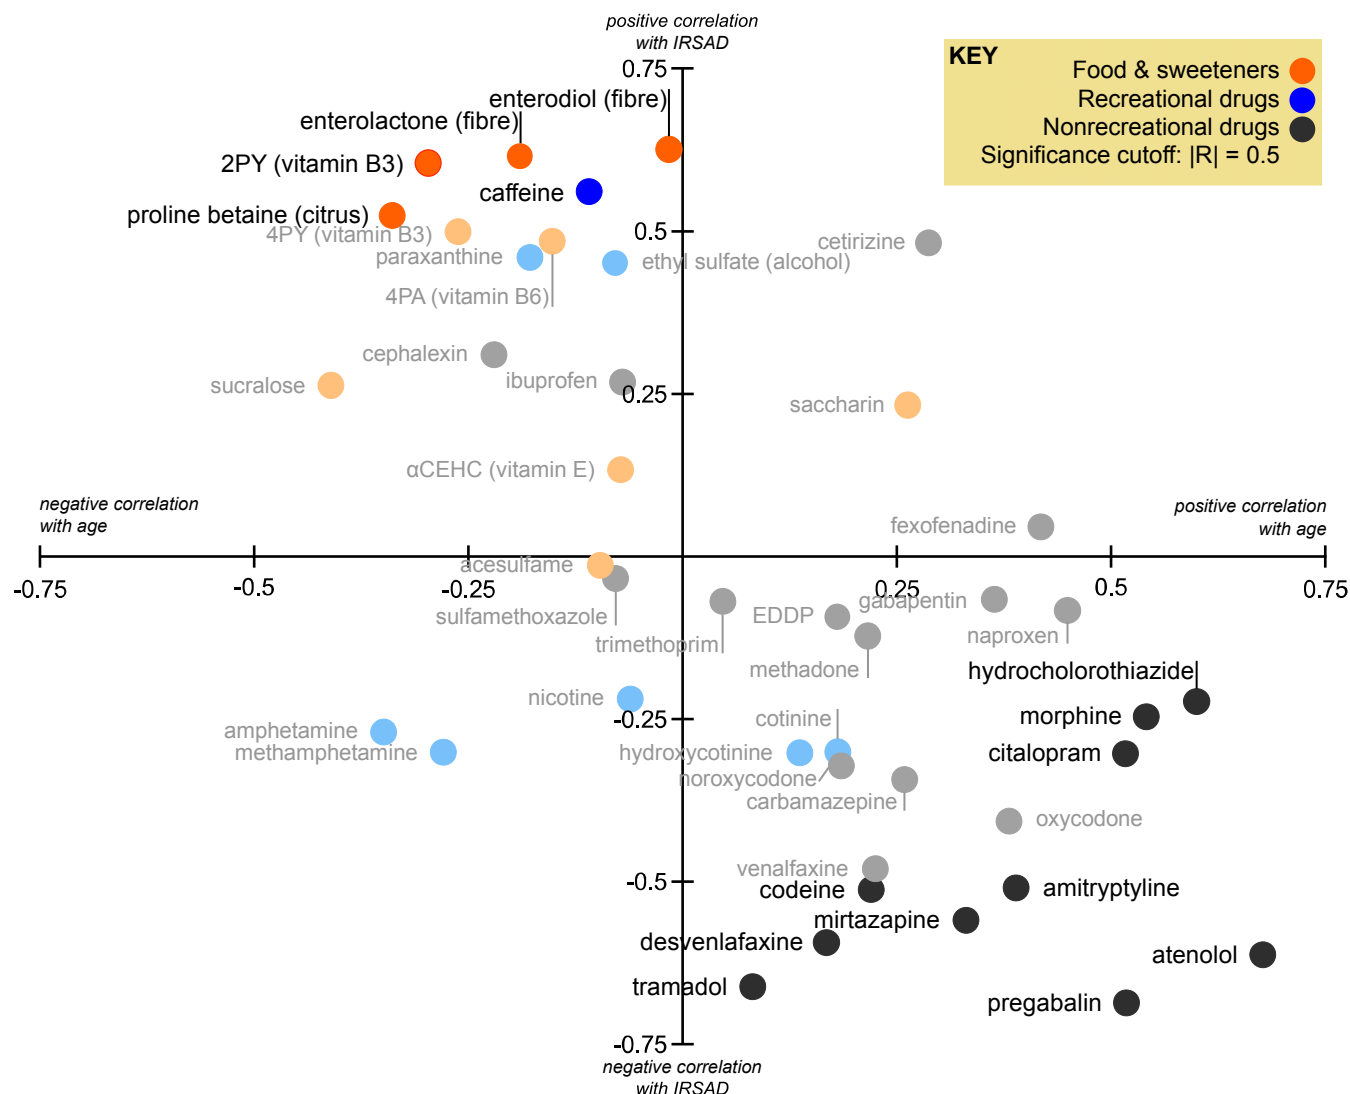 positive correlation
with IRSAD
0.75
KEY
Food & sweeteners
Recreational drugs
Nonrecreational drugs
Significance cutoff: |R| = 0.5
enterodiol (fibre)
enterolactone (fibre)
2PY (vitamin B3)
caffeine
proline betaine (citrus)
4PY (vitamin B3)
0.5
cetirizine
paraxanthine
ethyl sulfate (alcohol)
4PA (vitamin B6)
cephalexin
ibuprofen
sucralose
0.25
saccharin
αCEHC (vitamin E)
negative correlation
with age
positive correlation
with age
fexofenadine
acesulfame
-0.75
-0.5
-0.25
0.25
0.5
0.75
sulfamethoxazole
trimethoprim
EDDP
gabapentin
naproxen
methadone
hydrocholorothiazide
nicotine
-0.25
cotinine
morphine
amphetamine
methamphetamine
hydroxycotinine
citalopram
noroxycodone
carbamazepine
oxycodone
venalfaxine
-0.5
codeine
amitryptyline
mirtazapine
desvenlafaxine
atenolol
tramadol
pregabalin
-0.75
negative correlation
with IRSAD